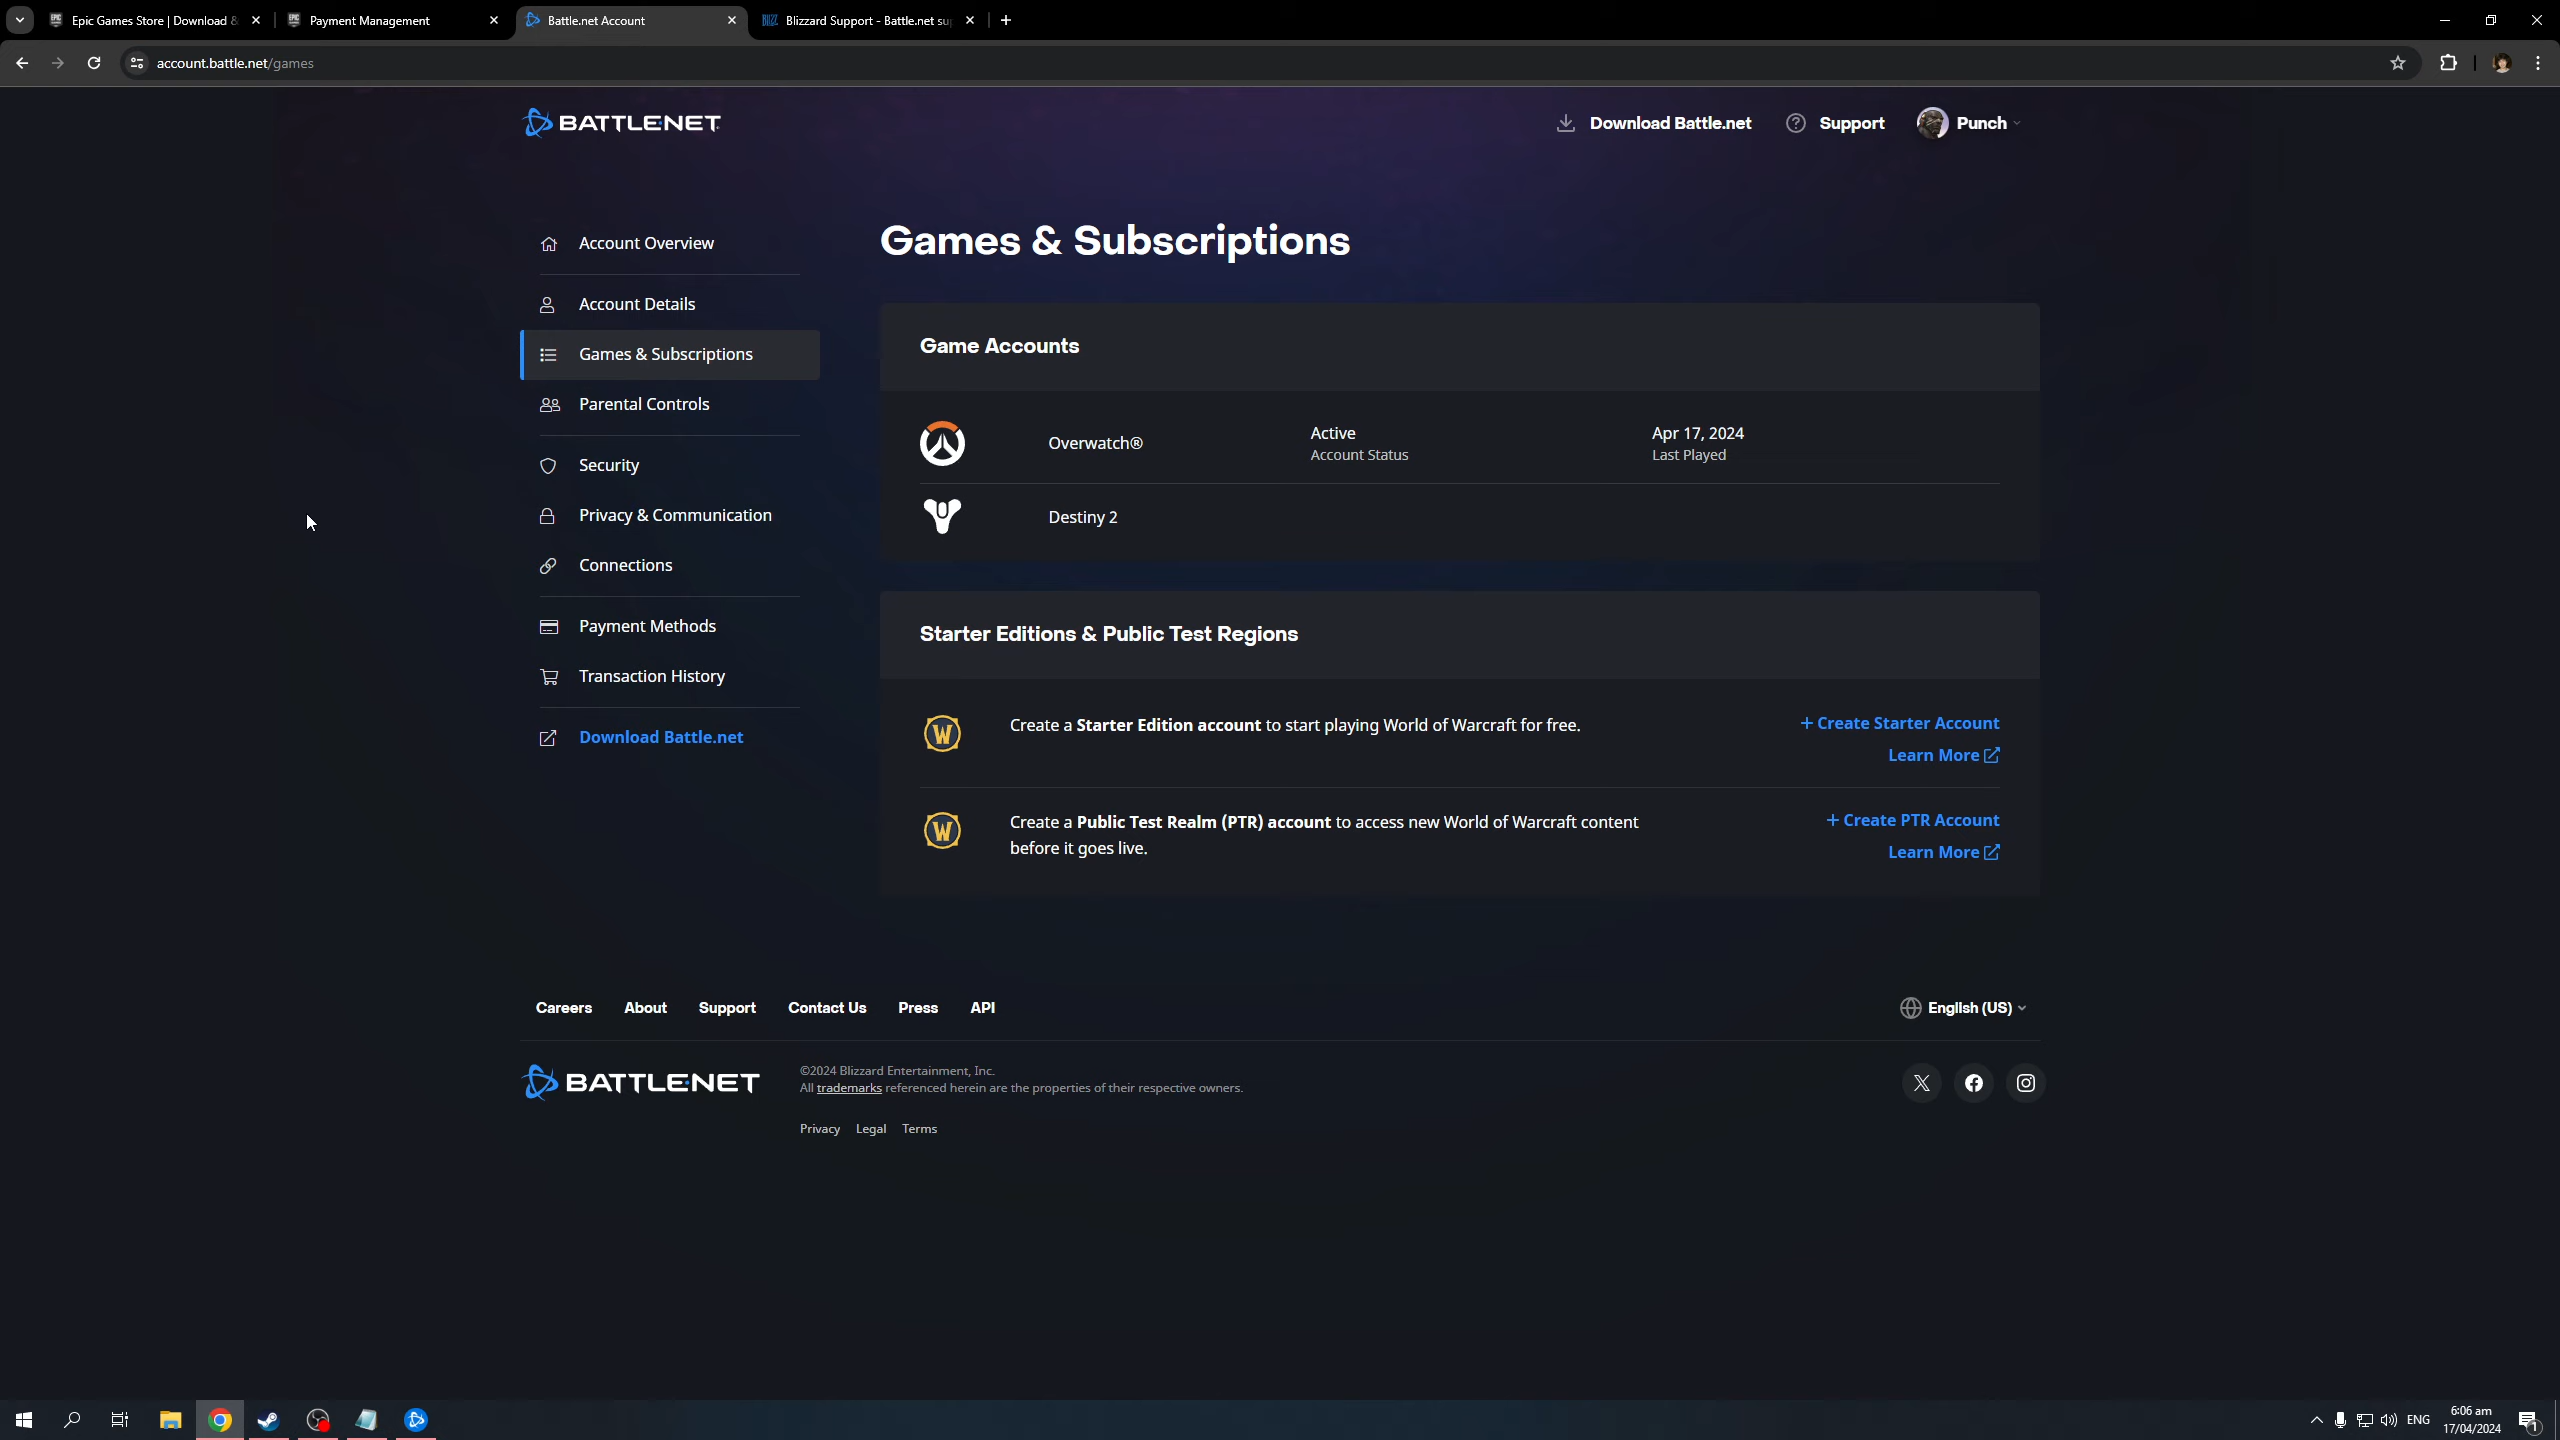 Epic Games Store | Download &
Payment Management
Battle.net Account
Blizzard Support - Battle.net su
account.battle.net/games
BATTLE.NET
Download Battle.net
Support
Punch
Account Overview
Account Details
Games & Subscriptions
Parental Controls
Security
Privacy & Communication
Connections
Payment Methods
Transaction History
Download Battle.net
Games & Subscriptions
Game Accounts
Overwatch®
Active
Account Status
Apr 17, 2024
Last Played
Destiny 2
Starter Editions & Public Test Regions
Create a Starter Edition account to start playing World of Warcraft for free.
+ Create Starter Account
Learn More
Create a Public Test Realm (PTR) account to access new World of Warcraft content
before it goes live.
+ Create PTR Account
Learn More
Careers About Support Contact Us Press API
English (US)
BATTLE.NET
©2024 Blizzard Entertainment, Inc.
All trademarks referenced herein are the properties of their respective owners.
Privacy Legal Terms
ENG
6:06 am
17/04/2024
1